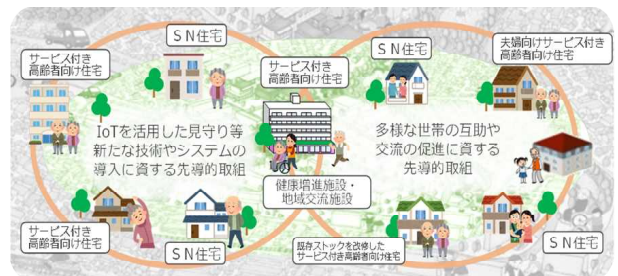 サービス付き
高齢者向け住宅
ＳＮ住宅
サービス付き
高齢者向け住宅
ＳＮ住宅
夫婦向けサービス付き
高齢者向け住宅
IoTを活用した見守り等
新たな技術やシステムの
導入に資する先導的取組
多様な世帯の互助や
交流の促進に資する
先導的取組
健康増進施設・
地域交流施設
サービス付き
高齢者向け住宅
ＳＮ住宅
既存ストックを改修した
サービス付き高齢者向け住宅
ＳＮ住宅